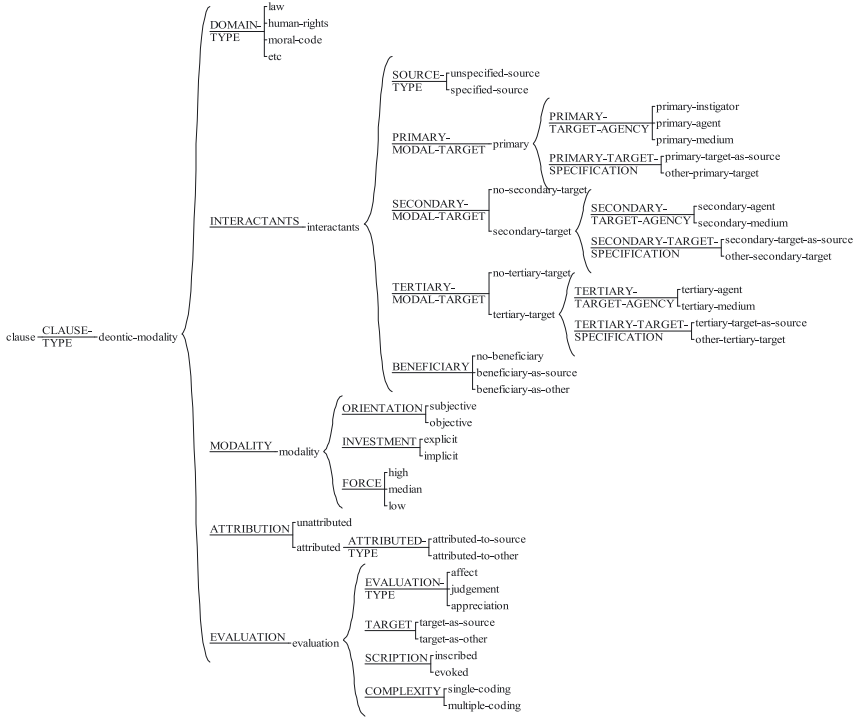 DOMAIN-
TYPE
law
human-rights
moral-code
etc
SOURCE-
TYPE
unspecified-source
specified-source
PRIMARY-
MODAL-TARGET
primary
PRIMARY-
TARGET-AGENCY
primary-instigator
primary-agent
primary-medium
PRIMARY-TARGET-
SPECIFICATION
primary-target-as-source
other-primary-target
INTERACTANTS
interactants
SECONDARY-
MODAL-TARGET
no-secondary-target
secondary-target
SECONDARY-
TARGET-AGENCY
secondary-agent
secondary-medium
SECONDARY-TARGET-
SPECIFICATION
secondary-target-as-source
other-secondary-target
TERTIARY-
MODAL-TARGET
no-tertiary-target
tertiary-target
TERTIARY-
TARGET-AGENCY
tertiary-agent
tertiary-medium
TERTIARY-TARGET-
SPECIFICATION
tertiary-target-as-source
other-tertiary-target
clause
CLAUSE-
TYPE
deontic-modality
BENEFICIARY
no-beneficiary
beneficiary-as-source
beneficiary-as-other
MODALITY
modality
ORIENTATION
subjective
objective
INVESTMENT
explicit
implicit
FORCE
high
median
low
ATTRIBUTION
unattributed
attributed
ATTRIBUTED-
TYPE
attributed-to-source
attributed-to-other
EVALUATION
evaluation
EVALUATION-
TYPE
affect
judgement
appreciation
TARGET
target-as-source
target-as-other
SCRIPTION
inscribed
evoked
COMPLEXITY
single-coding
multiple-coding